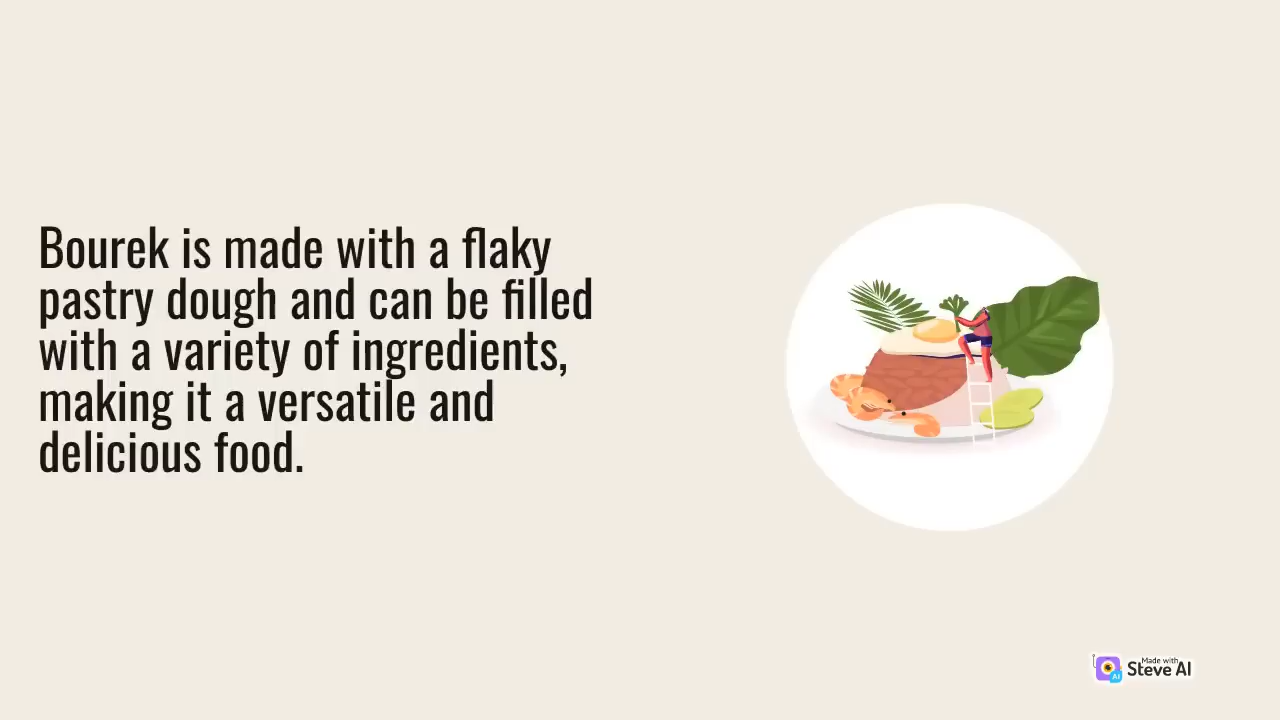 Bourek is made with a flaky
pastry dough and can be filled
with a variety of ingredients,
making it a versatile and
delicious food.
Made with
Steve AI
AI